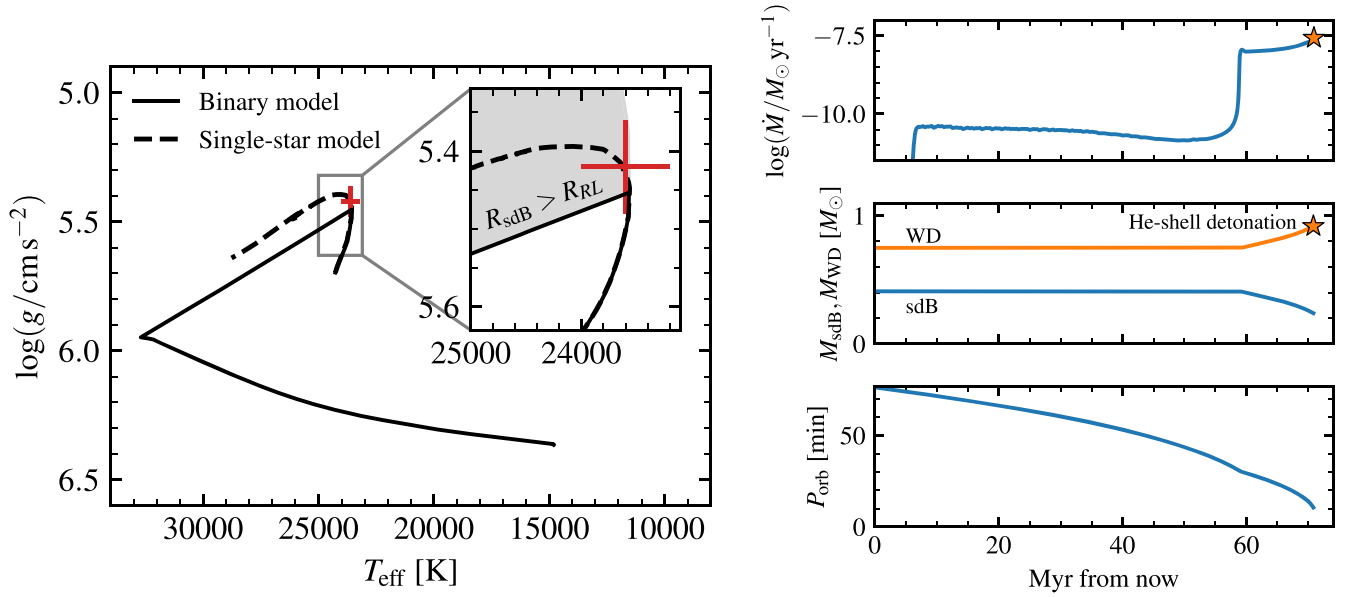 Binary model
Single-star model
5.0
5.5
6.0
6.5
log(g/cm s⁻²)
30000
25000
20000
15000
10000
T_eff [K]
5.4
5.6
R_sdB > R_RL
25000
24000
−7.5
−10.0
log(Ṁ/M_⊙ yr⁻¹)
1
0
M_sdB, M_WD [M_⊙]
He-shell detonation
WD
sdB
50
0
P_orb [min]
0
20
40
60
Myr from now